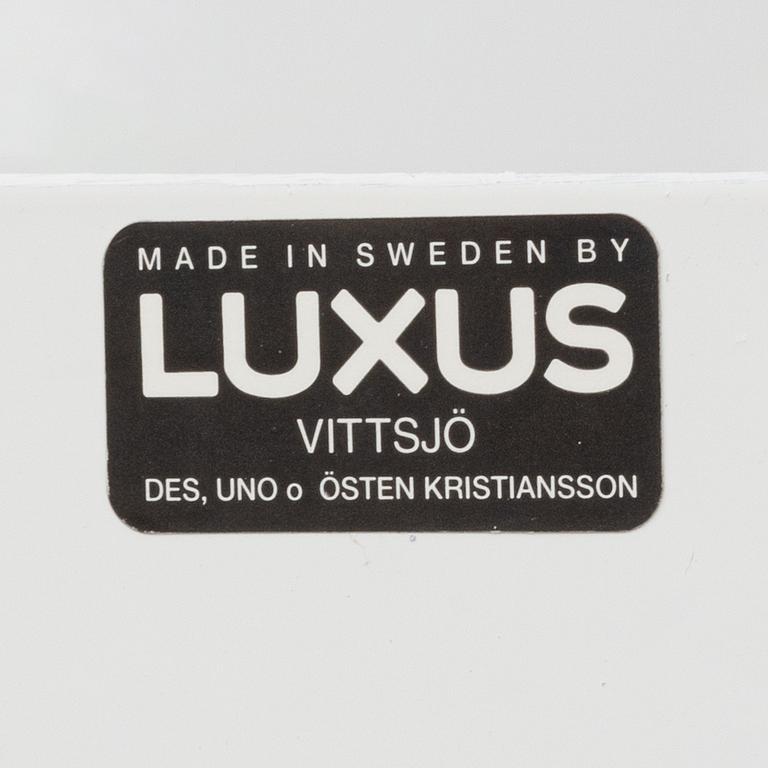 MADE IN SWEDEN BY
LUXUS
VITTSJÖ
DES, UNO o ÖSTEN KRISTIANSSON